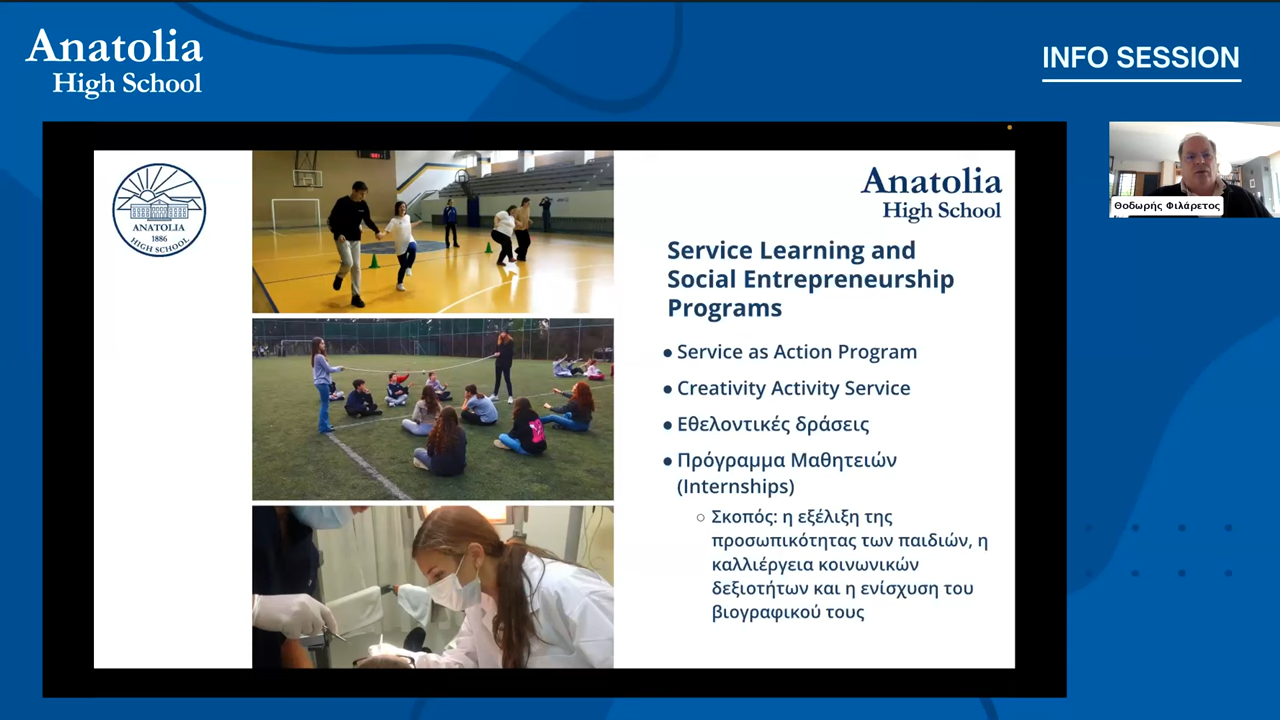 Anatolia
High School
INFO SESSION
ANATOLIA
1886
HIGH SCHOOL
Anatolia
High School
Service Learning and
Social Entrepreneurship
Programs
● Service as Action Program
● Creativity Activity Service
● Εθελοντικές δράσεις
● Πρόγραμμα Μαθητειών
(Internships)
○ Σκοπός: η εξέλιξη της
προσωπικότητας των παιδιών, η
καλλιέργεια κοινωνικών
δεξιοτήτων και η ενίσχυση του
βιογραφικού τους
Θοδωρής Φιλάρετος